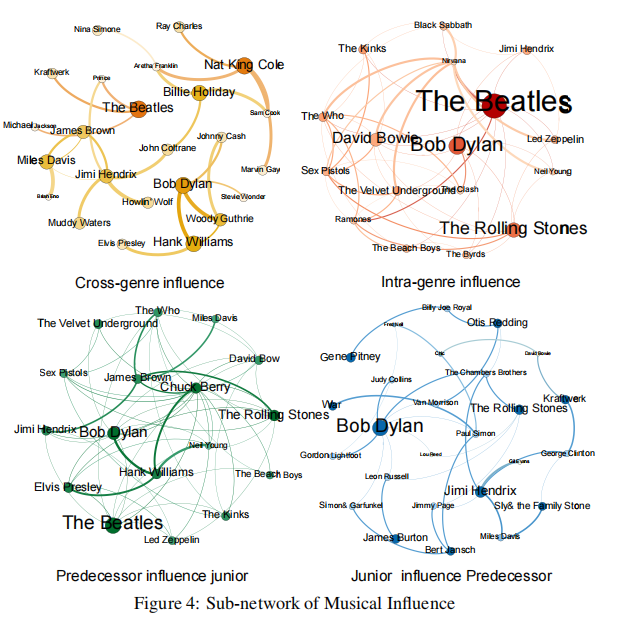 Nina Simone
Ray Charles
Kraftwerk
Prince
Aretha Franklin
Nat King Cole
Billie Holiday
The Beatles
Sam Cook
Michael Jackson
James Brown
Johnny Cash
Miles Davis
John Coltrane
Marvin Gay
Jimi Hendrix
Bob Dylan
Stevie Wonder
Howlin' Wolf
Muddy Waters
Woody Guthrie
Elvis Presley
Hank Williams
Cross-genre influence
Black Sabbath
The Kinks
Jimi Hendrix
Nirvana
The Beatles
The Who
David Bowie
Bob Dylan
Led Zeppelin
Sex Pistols
Neil Young
The Velvet Underground
The Clash
Ramones
The Rolling Stones
The Beach Boys
The Byrds
Intra-genre influence
The Who
The Velvet Underground
Miles Davis
David Bow
Sex Pistols
James Brown
Chuck Berry
The Rolling Stones
Jimi Hendrix
Bob Dylan
Neil Young
Hank Williams
The Beach Boys
Elvis Presley
The Beatles
The Kinks
Led Zeppelin
Predecessor influence junior
Billy Joe Royal
Otis Redding
Gene Pitney
David Bowie
Judy Collins
The Chambers Brothers
War
Van Morrison
The Rolling Stones
Kraftwerk
Bob Dylan
Paul Simon
Gordon Lightfoot
Lou Reed
George Clinton
Leon Russell
Jimi Hendrix
Simon& Garfunkel
Jimmy Page
Sly& the Family Stone
James Burton
Miles Davis
Bert Jansch
Junior influence Predecessor
Figure 4: Sub-network of Musical Influence